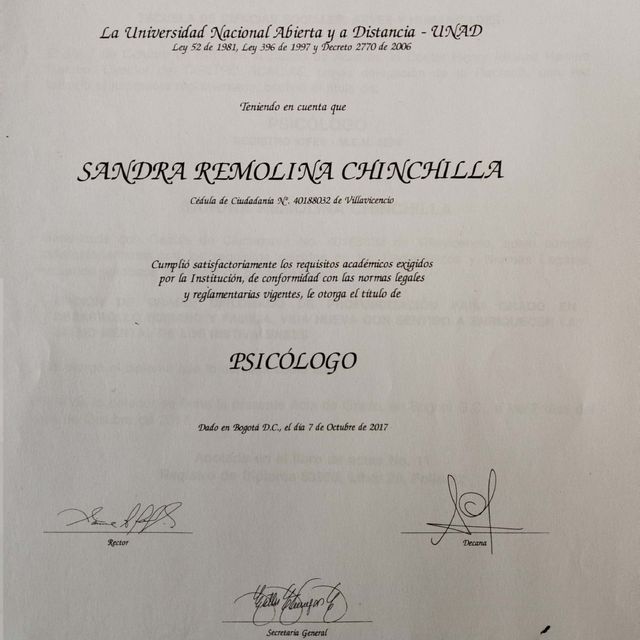 La Universidad Nacional Abierta y a Distancia - UNAD
Ley 52 de 1981, Ley 396 de 1997 y Decreto 2770 de 2006
Teniendo en cuenta que
SANDRA REMOLINA CHINCHILLA
Cédula de Ciudadanía Nº. 40188032 de Villavicencio
Cumplió satisfactoriamente los requisitos académicos exigidos
por la Institución, de conformidad con las normas legales
y reglamentarias vigentes, le otorga el título de
PSICÓLOGO
Dado en Bogotá D.C., el día 7 de Octubre de 2017
Rector
Decana
Secretaria General